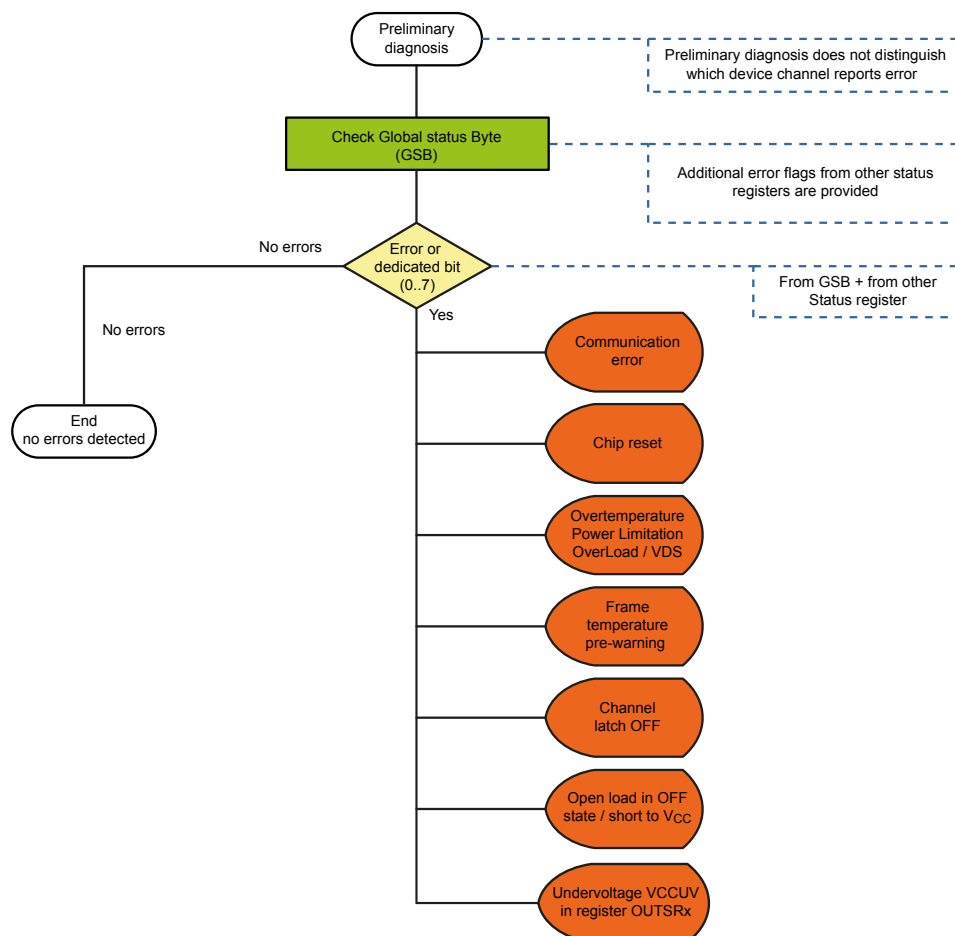 Preliminary
diagnosis
Preliminary diagnosis does not distinguish
which device channel reports error
Check Global status Byte
(GSB)
Additional error flags from other status
registers are provided
No errors
Error or
dedicated bit
(0..7)
From GSB + from other
Status register
Yes
No errors
Communication
error
End
no errors detected
Chip reset
Overtemperature
Power Limitation
OverLoad / VDS
Frame
temperature
pre-warning
Channel
latch OFF
Open load in OFF
state / short to VCC
Undervoltage VCCUV
in register OUTSRx